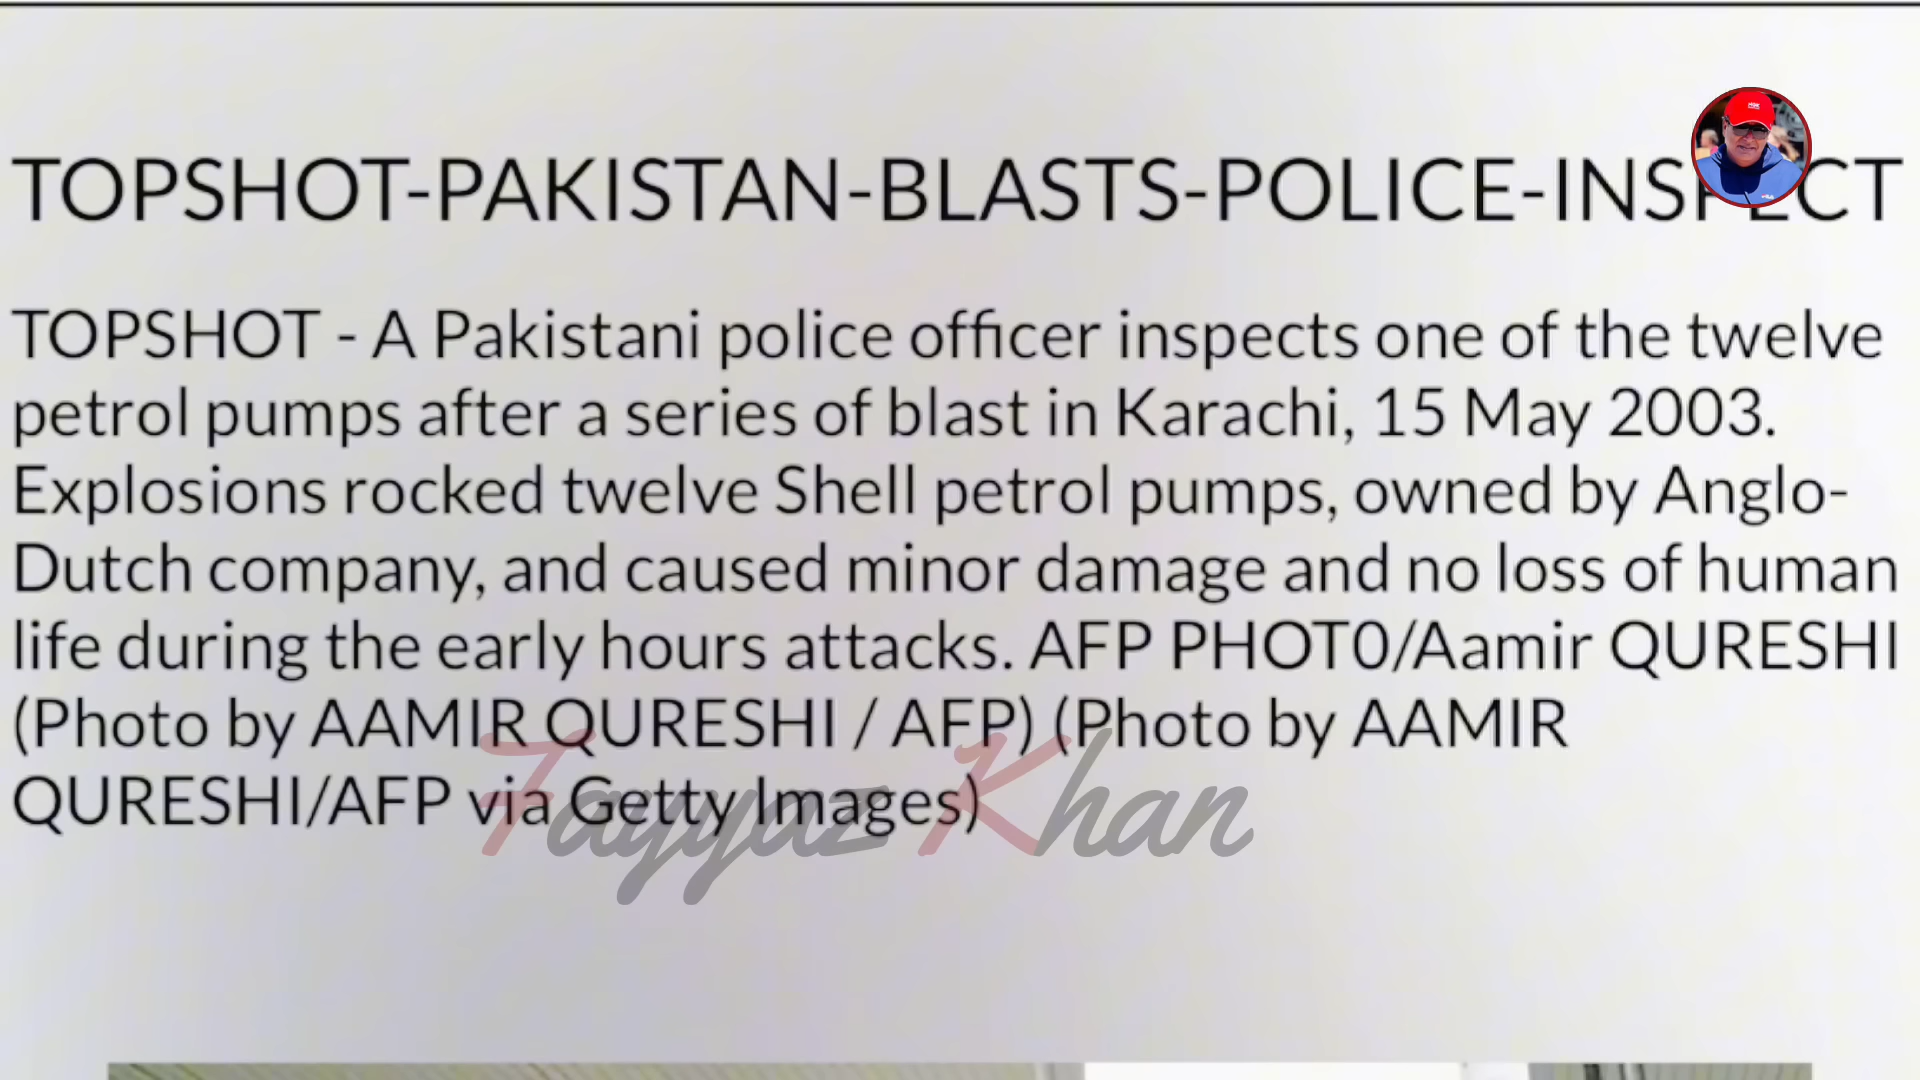 TOPSHOT-PAKISTAN-BLASTS-POLICE-INSPECT
TOPSHOT - A Pakistani police officer inspects one of the twelve
petrol pumps after a series of blast in Karachi, 15 May 2003.
Explosions rocked twelve Shell petrol pumps, owned by Anglo-
Dutch company, and caused minor damage and no loss of human
life during the early hours attacks. AFP PHOT0/Aamir QURESHI
(Photo by AAMIR QURESHI / AFP) (Photo by AAMIR
QURESHI/AFP via Getty Images)
Fayyaz Khan